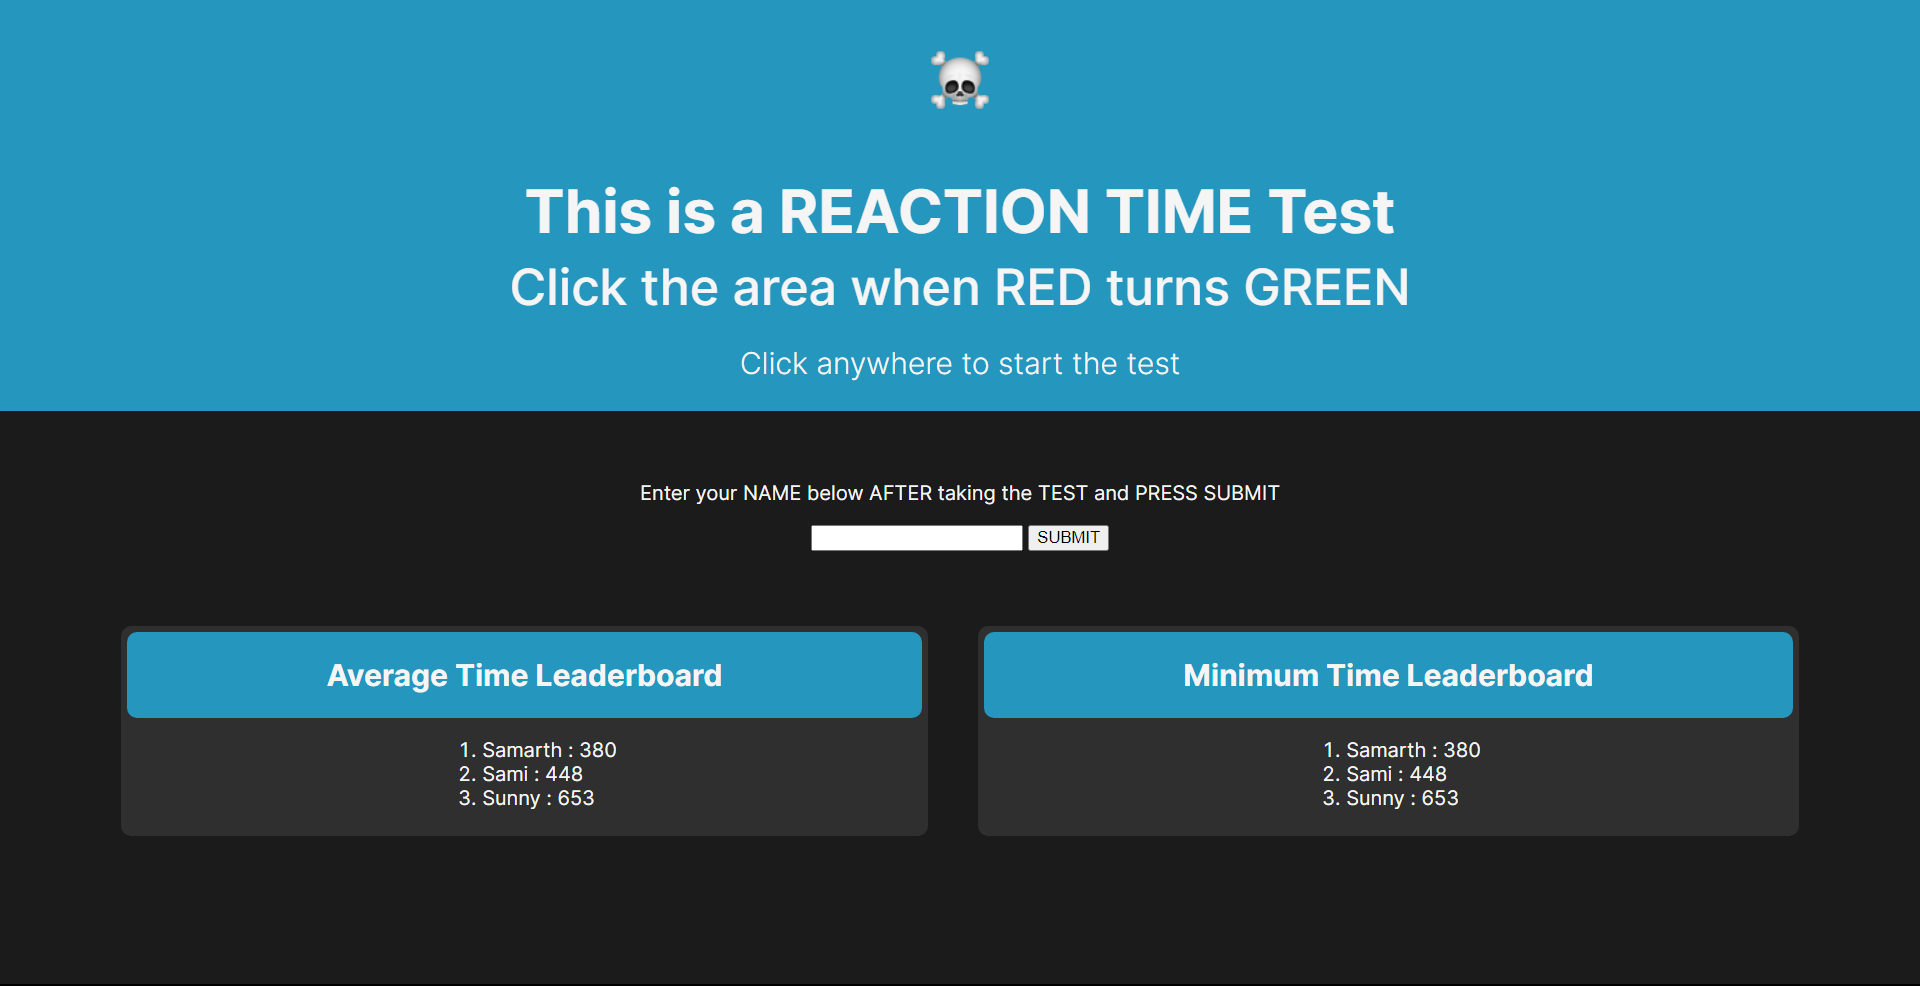 This is a REACTION TIME Test
Click the area when RED turns GREEN
Click anywhere to start the test
Enter your NAME below AFTER taking the TEST and PRESS SUBMIT
SUBMIT
Average Time Leaderboard
1. Samarth : 380
2. Sami : 448
3. Sunny : 653
Minimum Time Leaderboard
1. Samarth : 380
2. Sami : 448
3. Sunny : 653